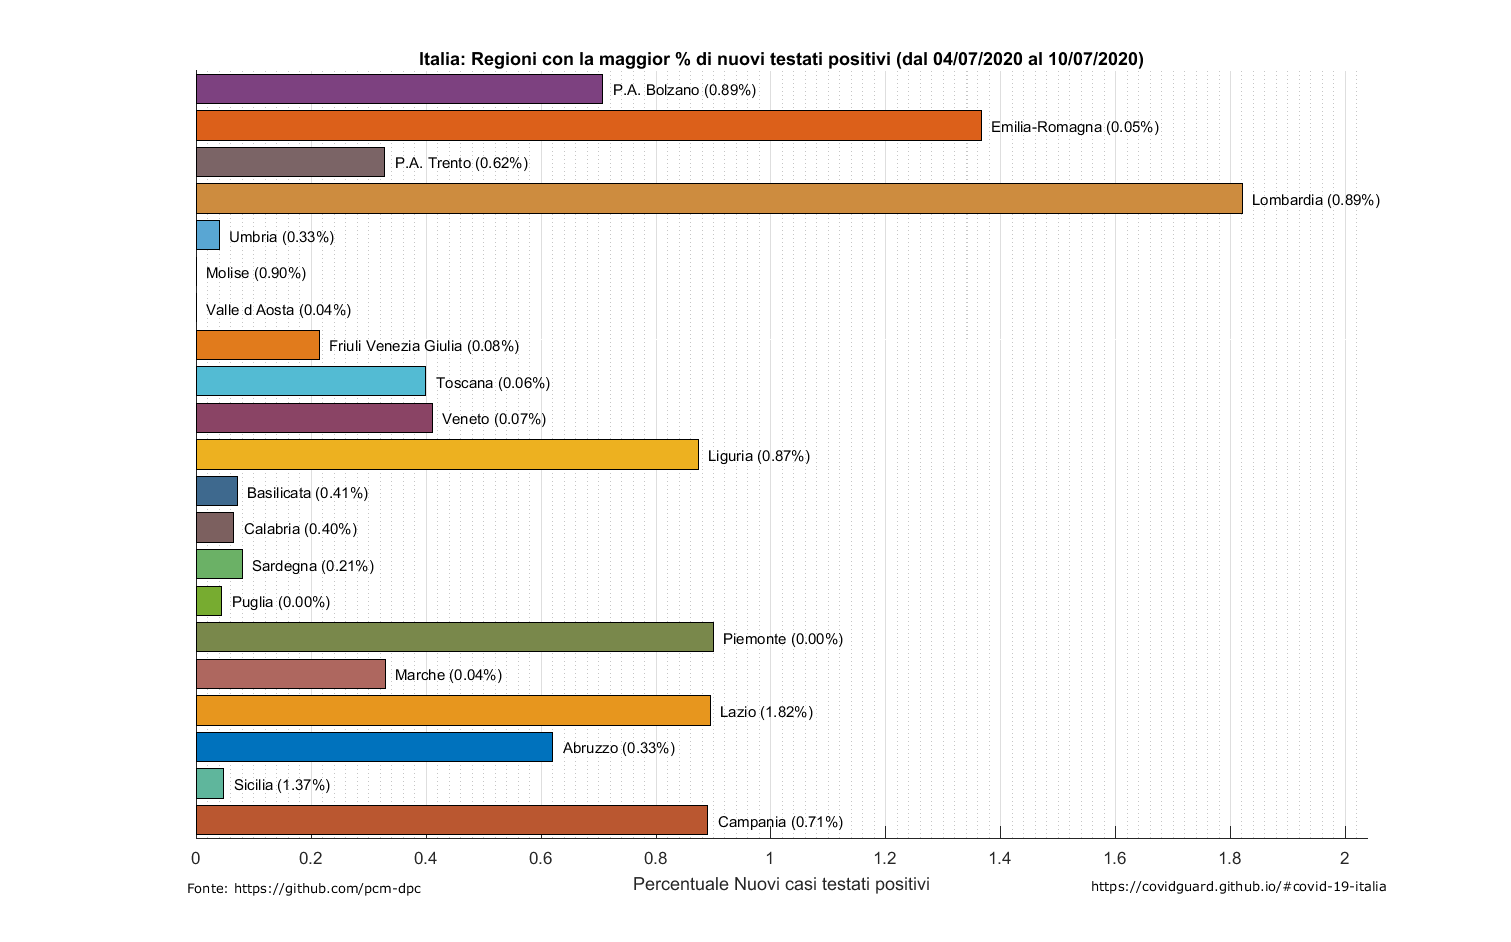 Italia: Regioni con la maggior % di nuovi testati positivi (dal 04/07/2020 al 10/07/2020)
P.A. Bolzano (0.89%)
Emilia-Romagna (0.05%)
P.A. Trento (0.62%)
Lombardia (0.89%)
Umbria (0.33%)
Molise (0.90%)
Valle d Aosta (0.04%)
Friuli Venezia Giulia (0.08%)
Toscana (0.06%)
Veneto (0.07%)
Liguria (0.87%)
Basilicata (0.41%)
Calabria (0.40%)
Sardegna (0.21%)
Puglia (0.00%)
Piemonte (0.00%)
Marche (0.04%)
Lazio (1.82%)
Abruzzo (0.33%)
Sicilia (1.37%)
Campania (0.71%)
0 0.2 0.4 0.6 0.8 1 1.2 1.4 1.6 1.8 2
Percentuale Nuovi casi testati positivi
Fonte: https://github.com/pcm-dpc
https://covidguard.github.io/#covid-19-italia